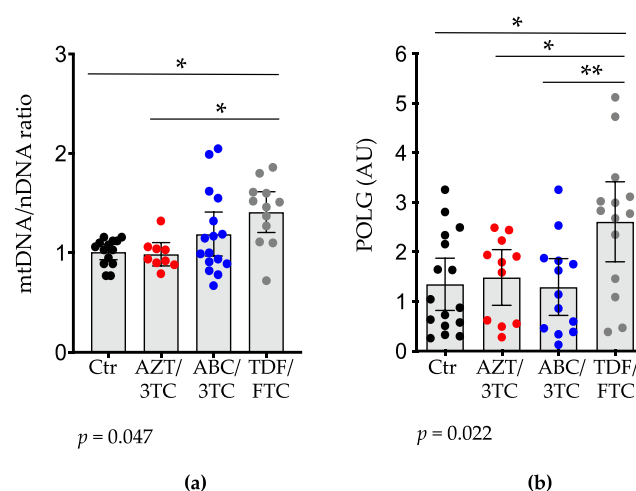 *
*
mtDNA/nDNA ratio
3
2
1
0
Ctr
AZT/
3TC
ABC/
3TC
TDF/
FTC
p = 0.047
(a)
*
*
**
POLG (AU)
6
5
4
3
2
1
0
Ctr
AZT/
3TC
ABC/
3TC
TDF/
FTC
p = 0.022
(b)